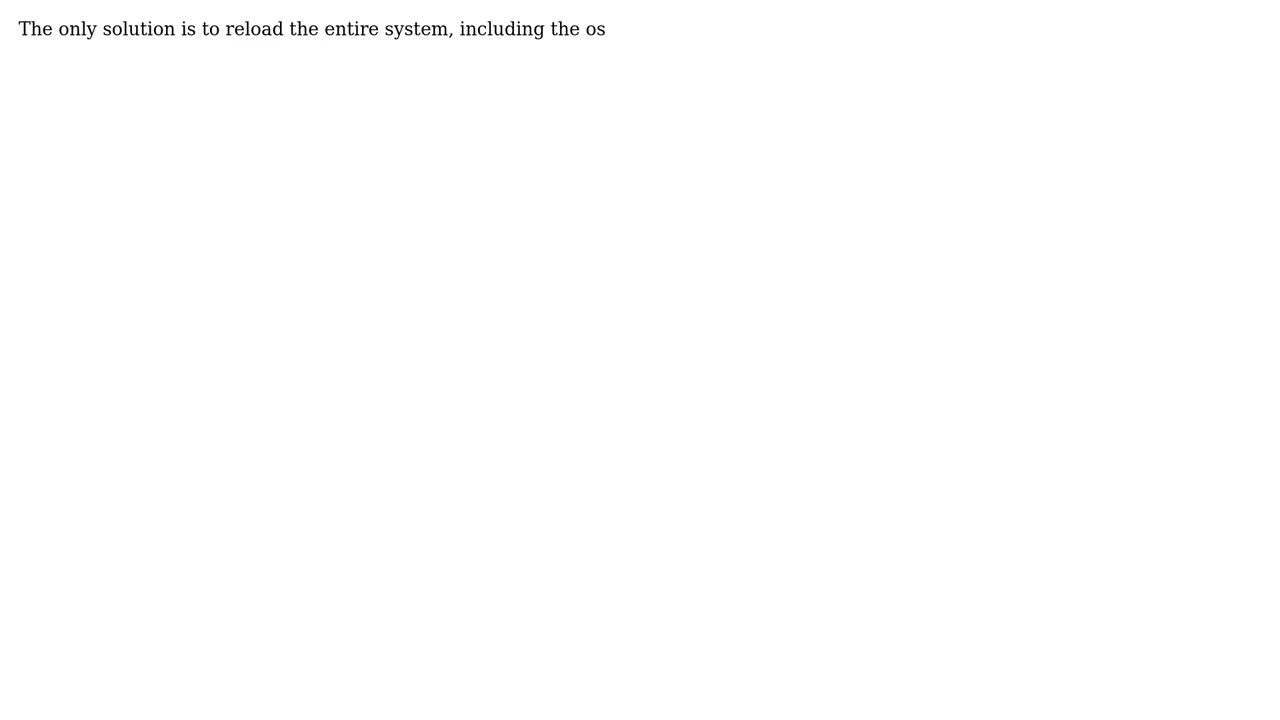 The only solution is to reload the entire system, including the os